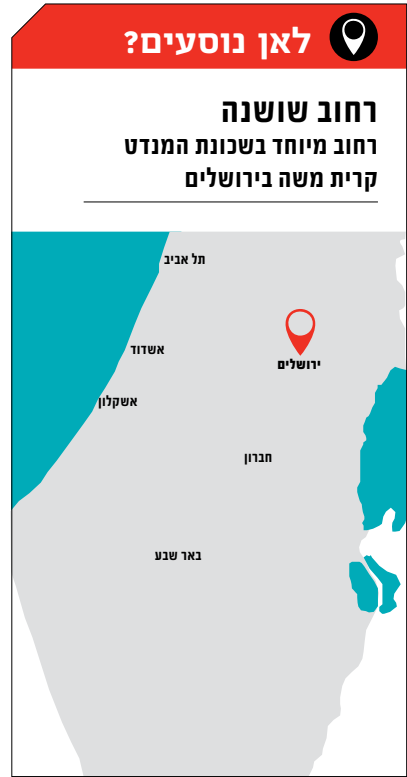 לאן נוסעים?
רחוב שושנה
רחוב מיוחד בשכונת המנדט
קרית משה בירושלים
תל אביב
אשדוד
ירושלים
אשקלון
חברון
באר שבע